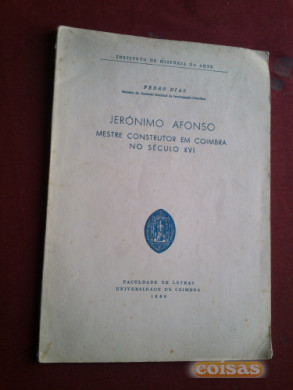 INSTITUTO DE HISTÓRIA DA ARTE
PEDRO DIAS
JERÓNIMO AFONSO
MESTRE CONSTRUTOR EM COIMBRA
NO SÉCULO XVI
FACULDADE DE LETRAS
UNIVERSIDADE DE COIMBRA
coisas